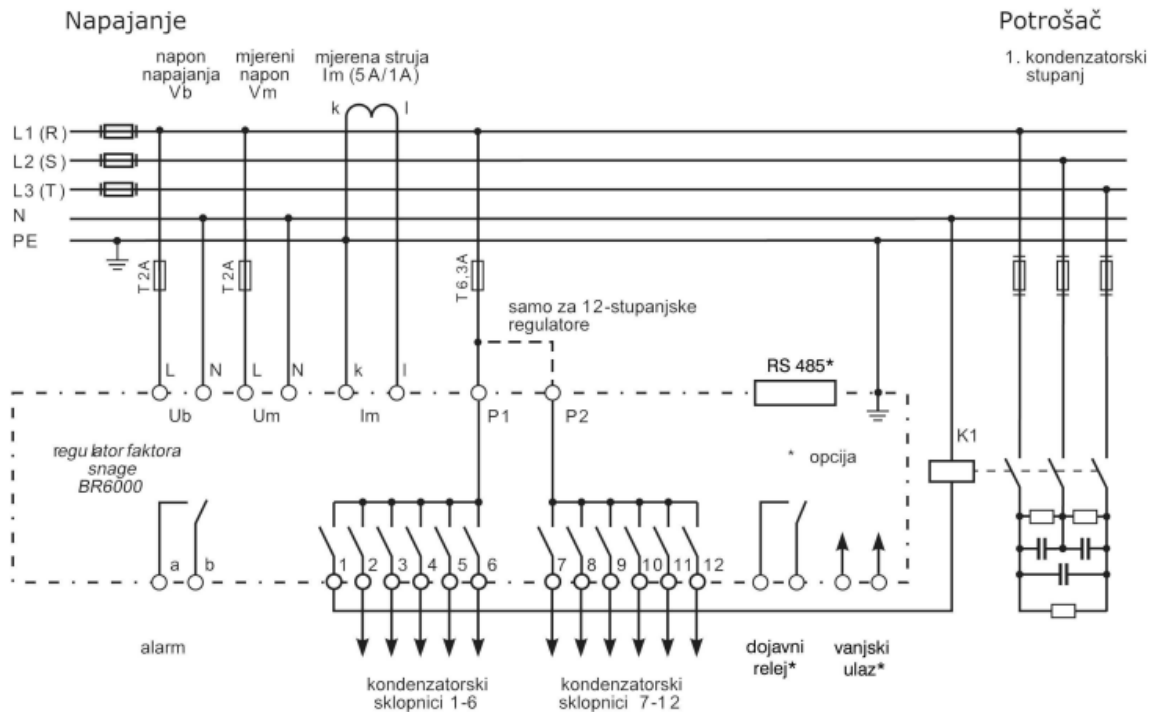 Napajanje
Potrošač
napon
napajanja
Vb
mjereni
napon
Vm
mjerena struja
Im (5A/1A)
1. kondenzatorski
stupanj
k
l
L1 (R)
L2 (S)
L3 (T)
N
PE
T2A
T2A
T6,3A
samo za 12-stupanjske
regulatore
RS 485*
L
N
L
N
k
l
Ub
Um
Im
P1
P2
K1
regulator faktora
snage
BR6000
* opcija
a
b
1
2
3
4
5
6
7
8
9
10
11
12
alarm
kondenzatorski
sklopnici 1-6
kondenzatorski
sklopnici 7-12
dojavni
relej*
vanjski
ulaz*